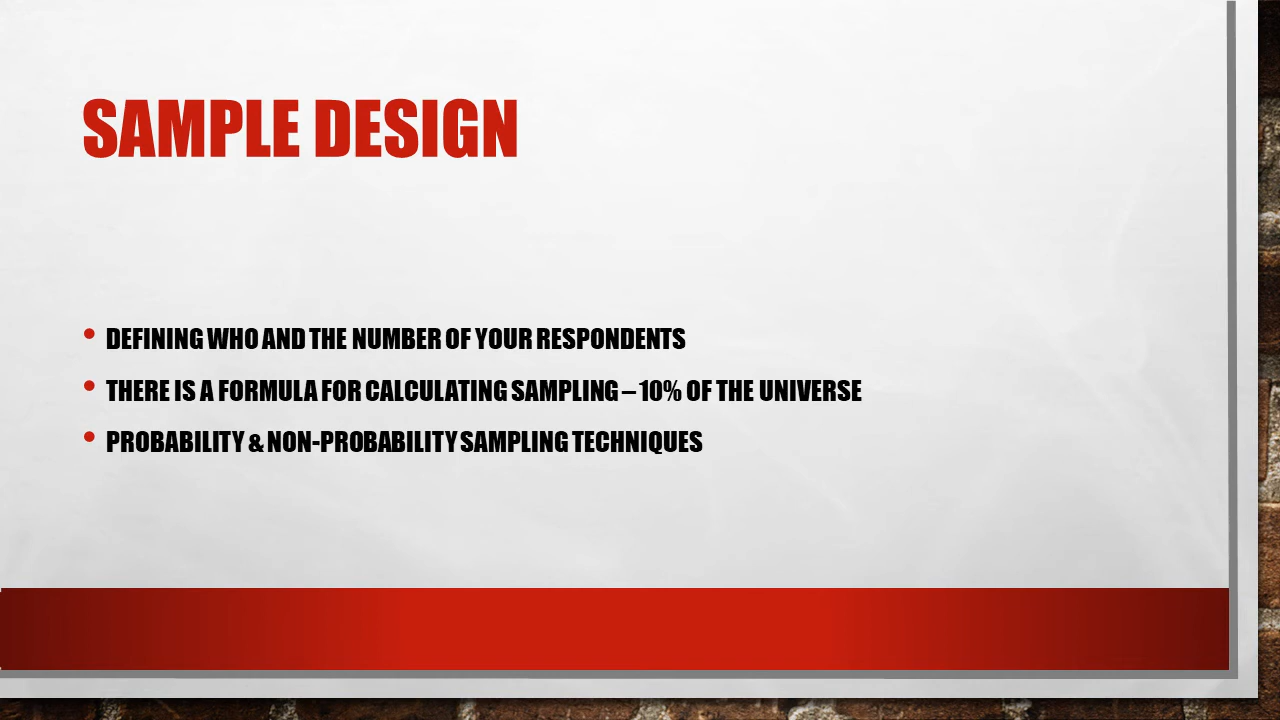 SAMPLE DESIGN
• DEFINING WHO AND THE NUMBER OF YOUR RESPONDENTS
• THERE IS A FORMULA FOR CALCULATING SAMPLING – 10% OF THE UNIVERSE
• PROBABILITY & NON-PROBABILITY SAMPLING TECHNIQUES